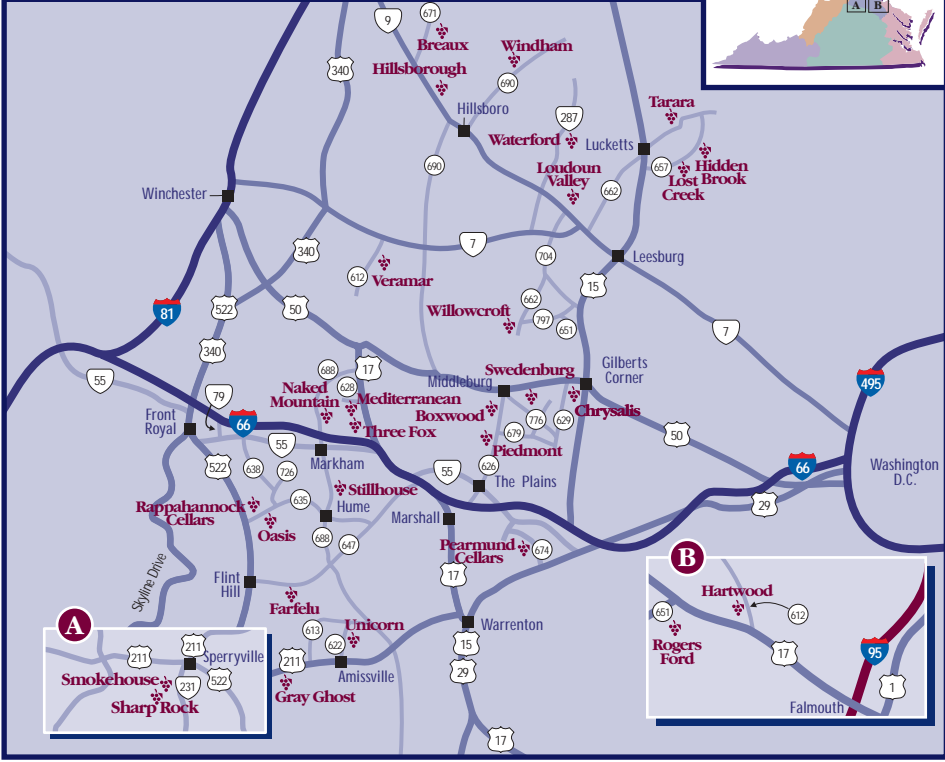 A B
9
671
Breaux
Windham
340
Hillsborough
690
Hillsboro
287
Tarara
Waterford
Lucketts
690
Loudoun
Valley
657
Hidden
Brook
Lost
Creek
662
Winchester
7
340
704
Leesburg
612
Veramar
15
522
50
662
81
Willowcroft
797
651
7
340
17
688
628
55
79
Naked
Mountain
Mediterranean
Three Fox
Middleburg
Swedenburg
Gilberts
Corner
495
Boxwood
Chrysalis
Front
Royal
66
776
629
679
Piedmont
50
55
Markham
522
638
726
55
626
The Plains
66
Washington
D.C.
29
Stillhouse
Rappahannock
Cellars
635
Hume
Oasis
Marshall
688
647
Pearmund
Cellars
674
Skyline Drive
Flint
Hill
17
Farfelu
B
Hartwood
651
612
Rogers
Ford
17
95
1
Falmouth
A
613
Unicorn
622
Warrenton
15
29
211
Amissville
Gray Ghost
17
211
211
Sperryville
Smokehouse
231
522
Sharp Rock